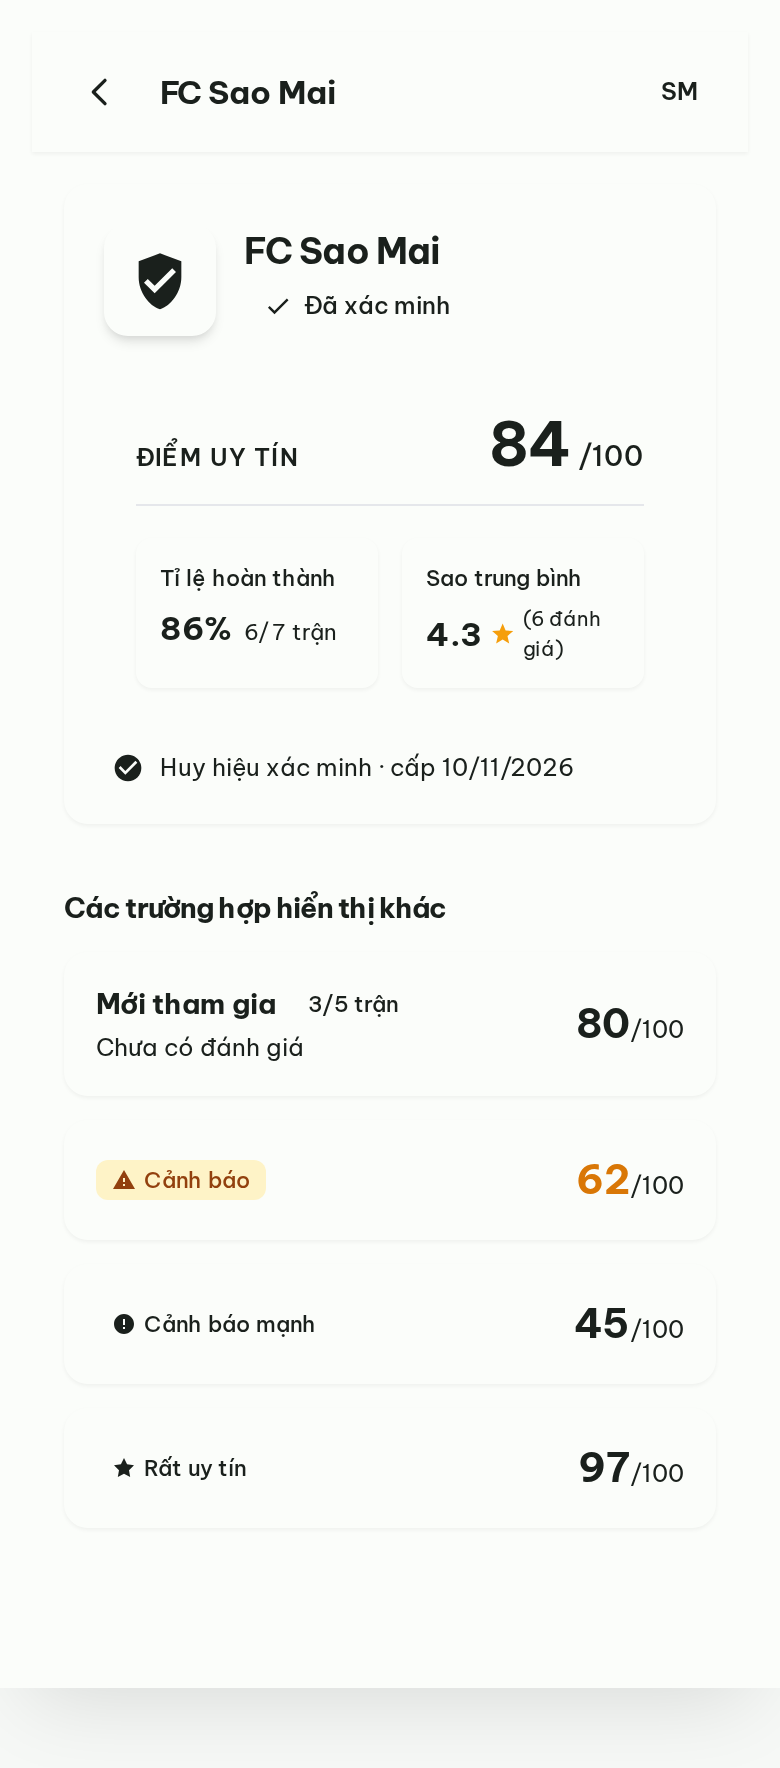 FC Sao Mai
SM
FC Sao Mai
Đã xác minh
ĐIỂM UY TÍN
84 /100
Tỉ lệ hoàn thành
86% 6/7 trận
Sao trung bình
4.3 (6 đánh giá)
Huy hiệu xác minh · cấp 10/11/2026
Các trường hợp hiển thị khác
Mới tham gia 3/5 trận
Chưa có đánh giá
80/100
Cảnh báo
62/100
Cảnh báo mạnh
45/100
Rất uy tín
97/100